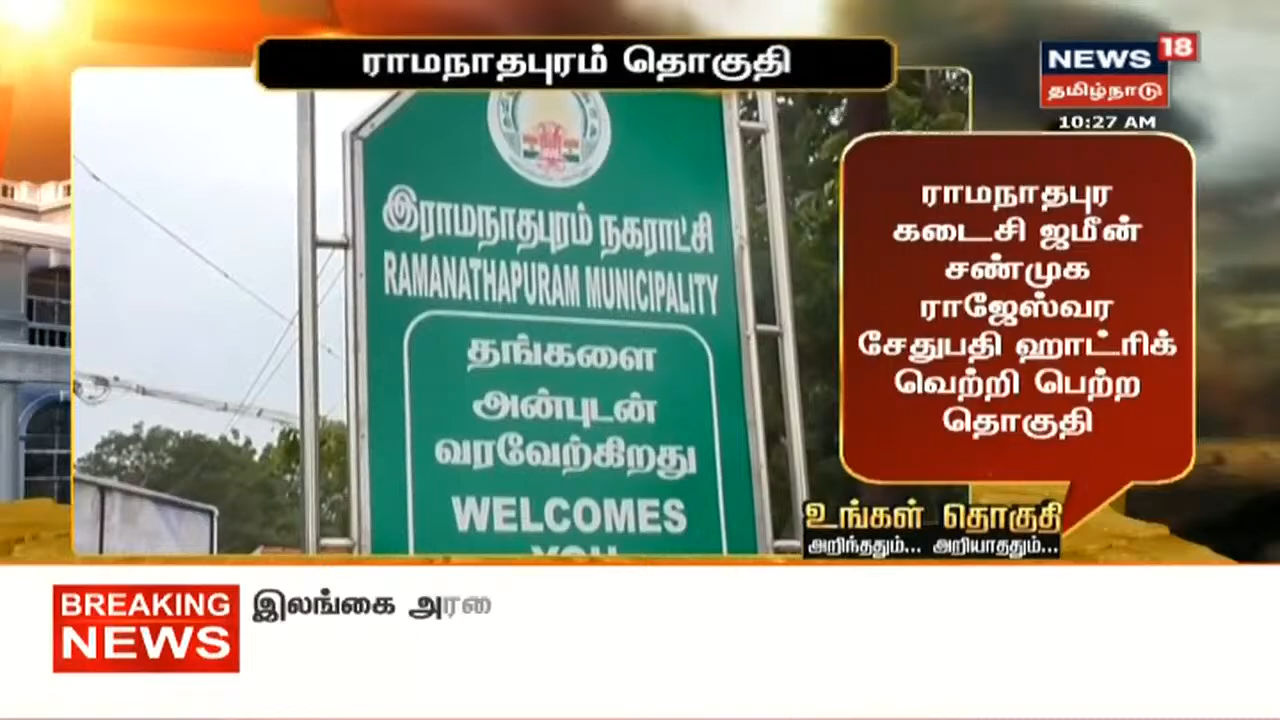 ராமநாதபுரம் தொகுதி
NEWS 18
தமிழ்நாடு
10:27 AM
இராமநாதபுரம் நகராட்சி
RAMANATHAPURAM MUNICIPALITY
தங்களை
அன்புடன்
வரவேற்கிறது
WELCOMES
YOU
ராமநாதபுர
கடைசி ஜமீன்
சண்முக
ராஜேஸ்வர
சேதுபதி ஹாட்ரிக்
வெற்றி பெற்ற
தொகுதி
உங்கள் தொகுதி
அறிந்ததும்... அறியாததும்...
BREAKING
NEWS
இலங்கை அரசை